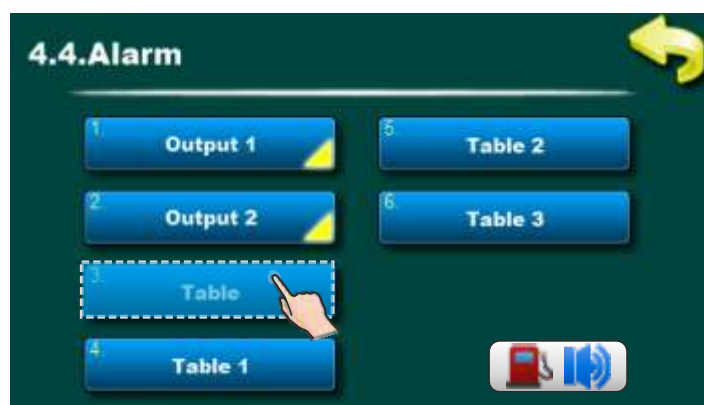 4.4.Alarm
1. Output 1
2. Output 2
3. Table
4. Table 1
5. Table 2
6. Table 3